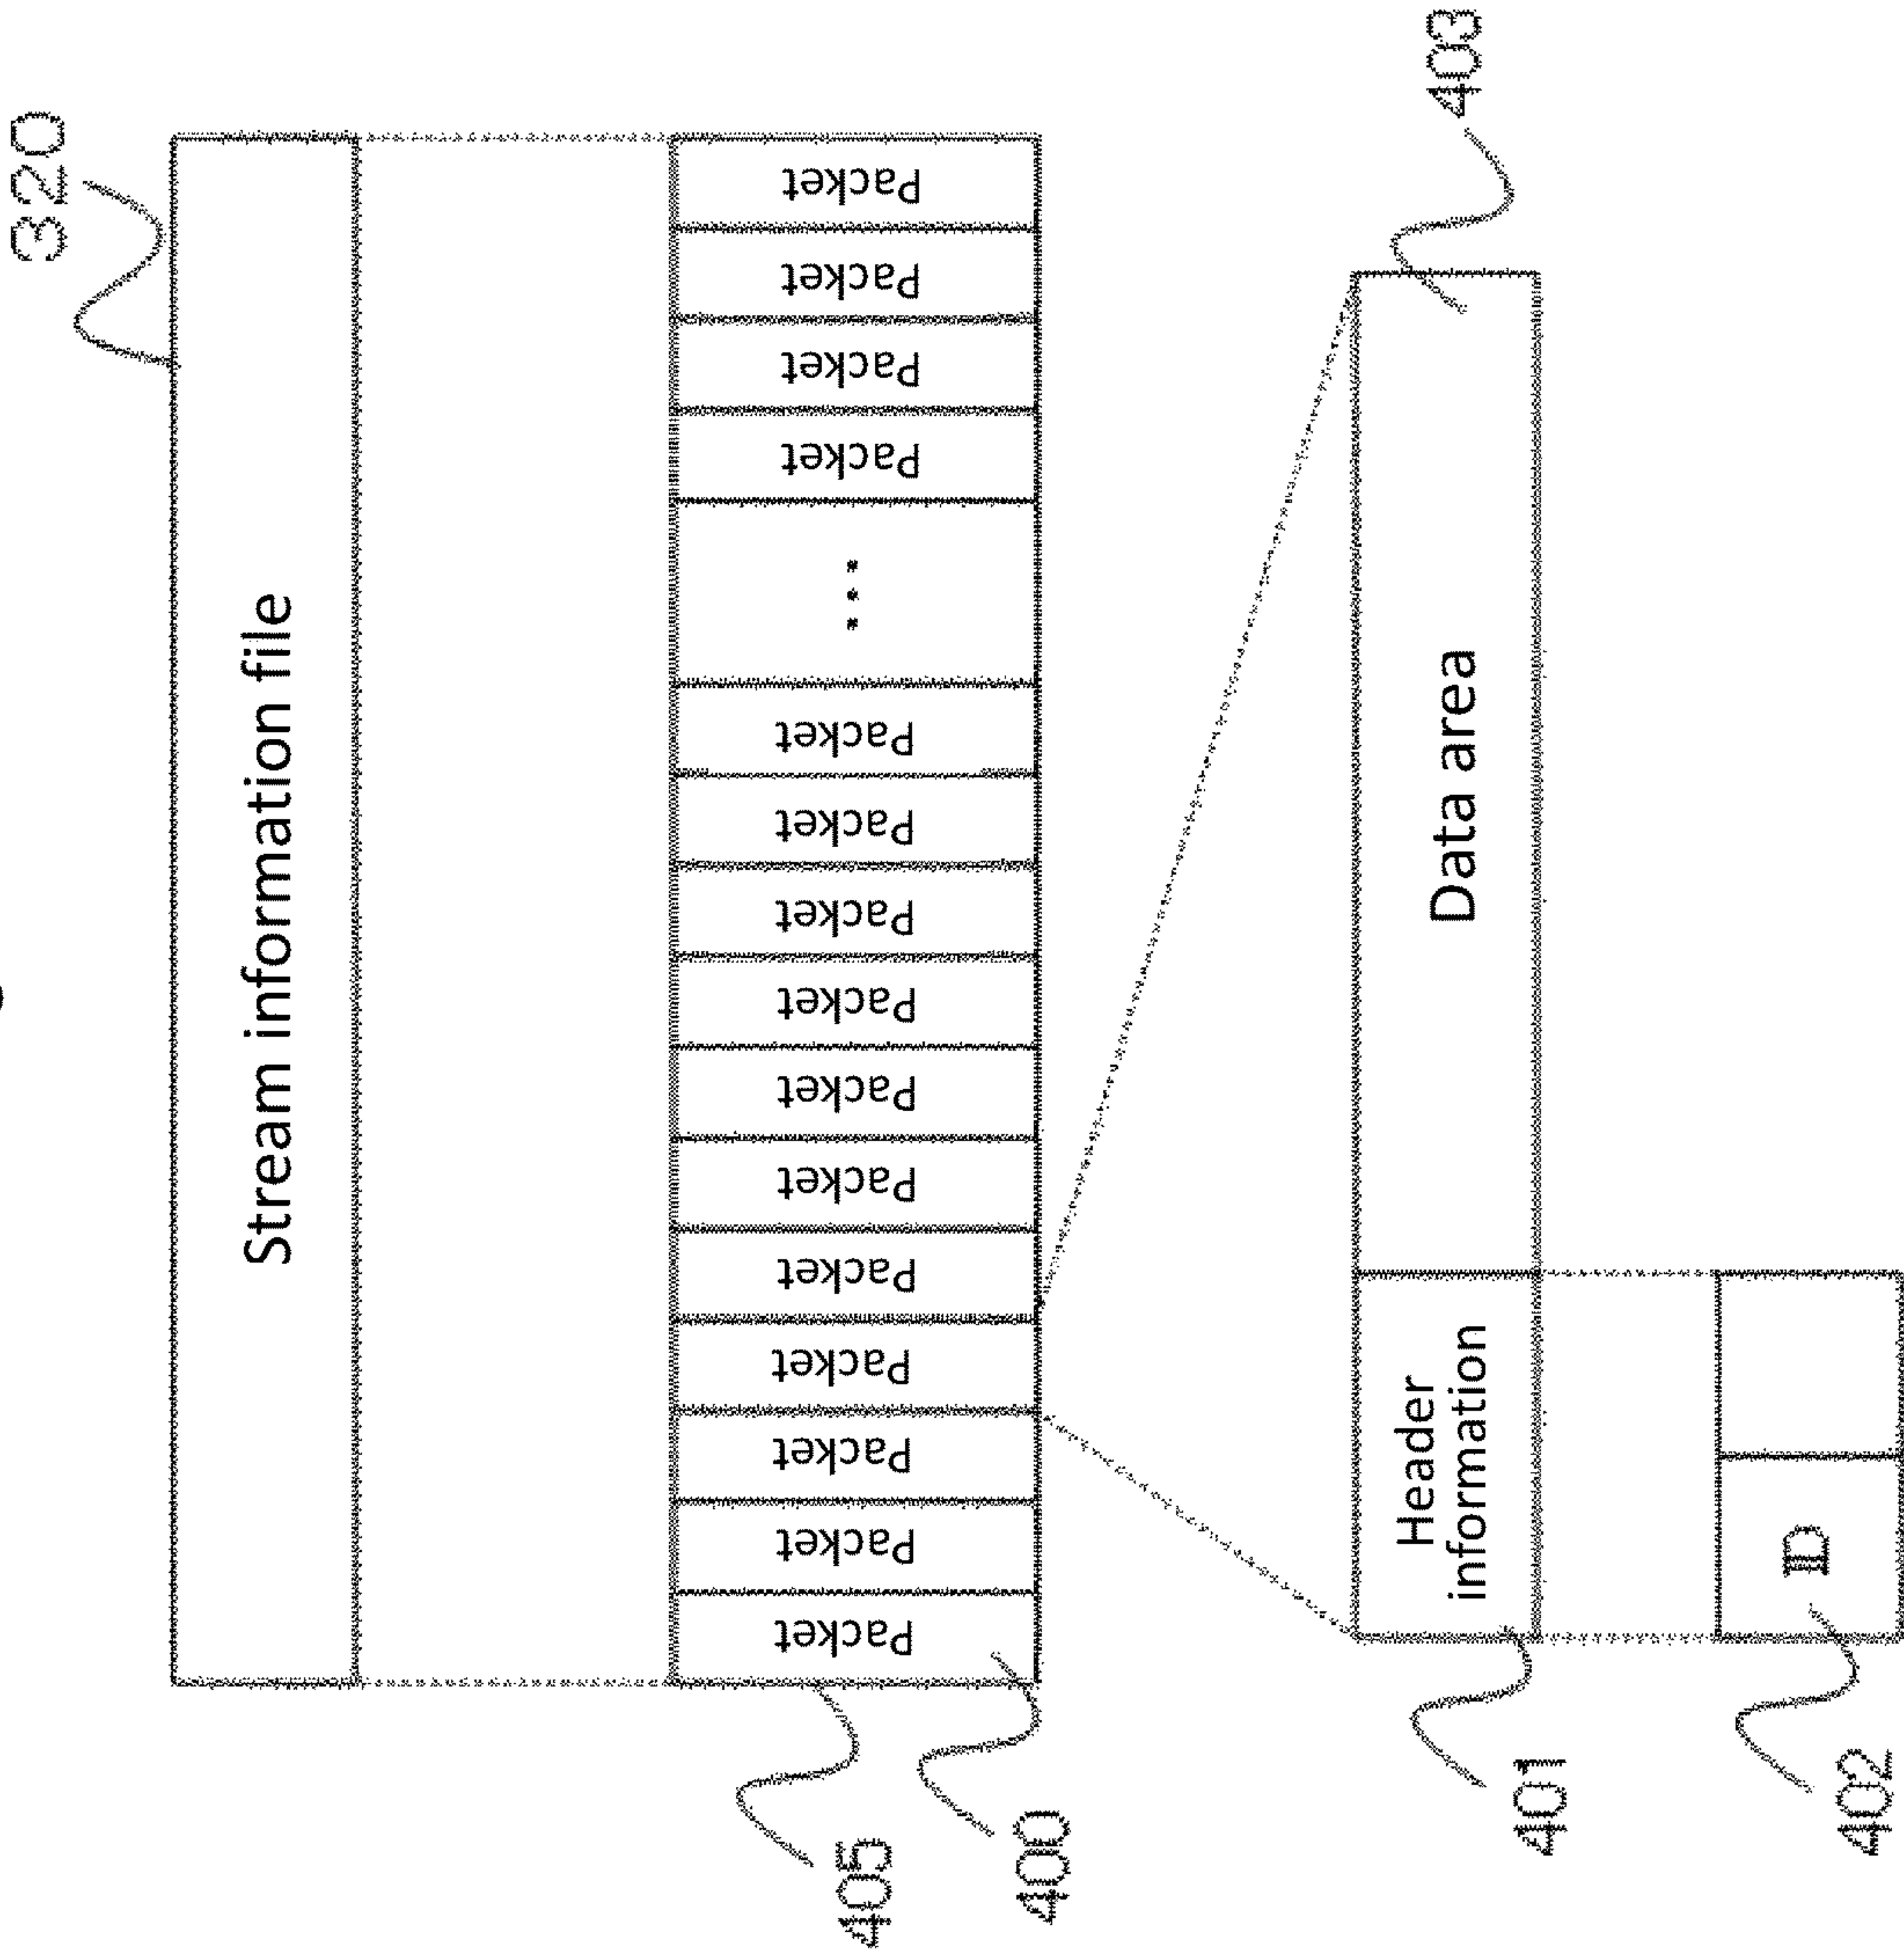 320
Stream information file
Packet
Packet
Packet
Packet
Packet
Packet
Packet
Packet
Packet
Packet
Packet
...
Packet
Packet
Packet
Packet
405
400
Header
information
Data area
403
401
ID
402